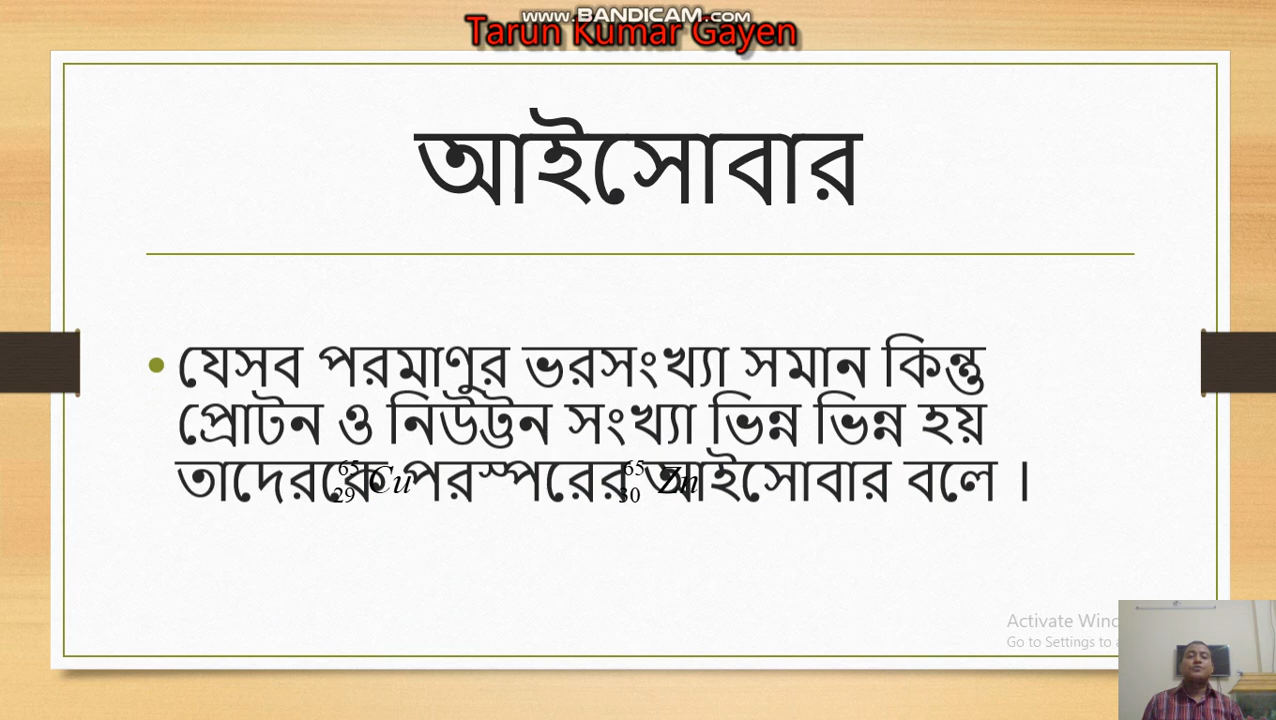 www.BANDICAM.com
Tarun Kumar Gayen
আইসোবার
• যেসব পরমাণুর ভরসংখ্যা সমান কিন্তু
প্রোটন ও নিউট্টন সংখ্যা ভিন্ন ভিন্ন হয়
তাদেরকে পরস্পরের আইসোবার বলে ।
65 29 Cu 65 30 Zn
Activate Wind
Go to Settings to a